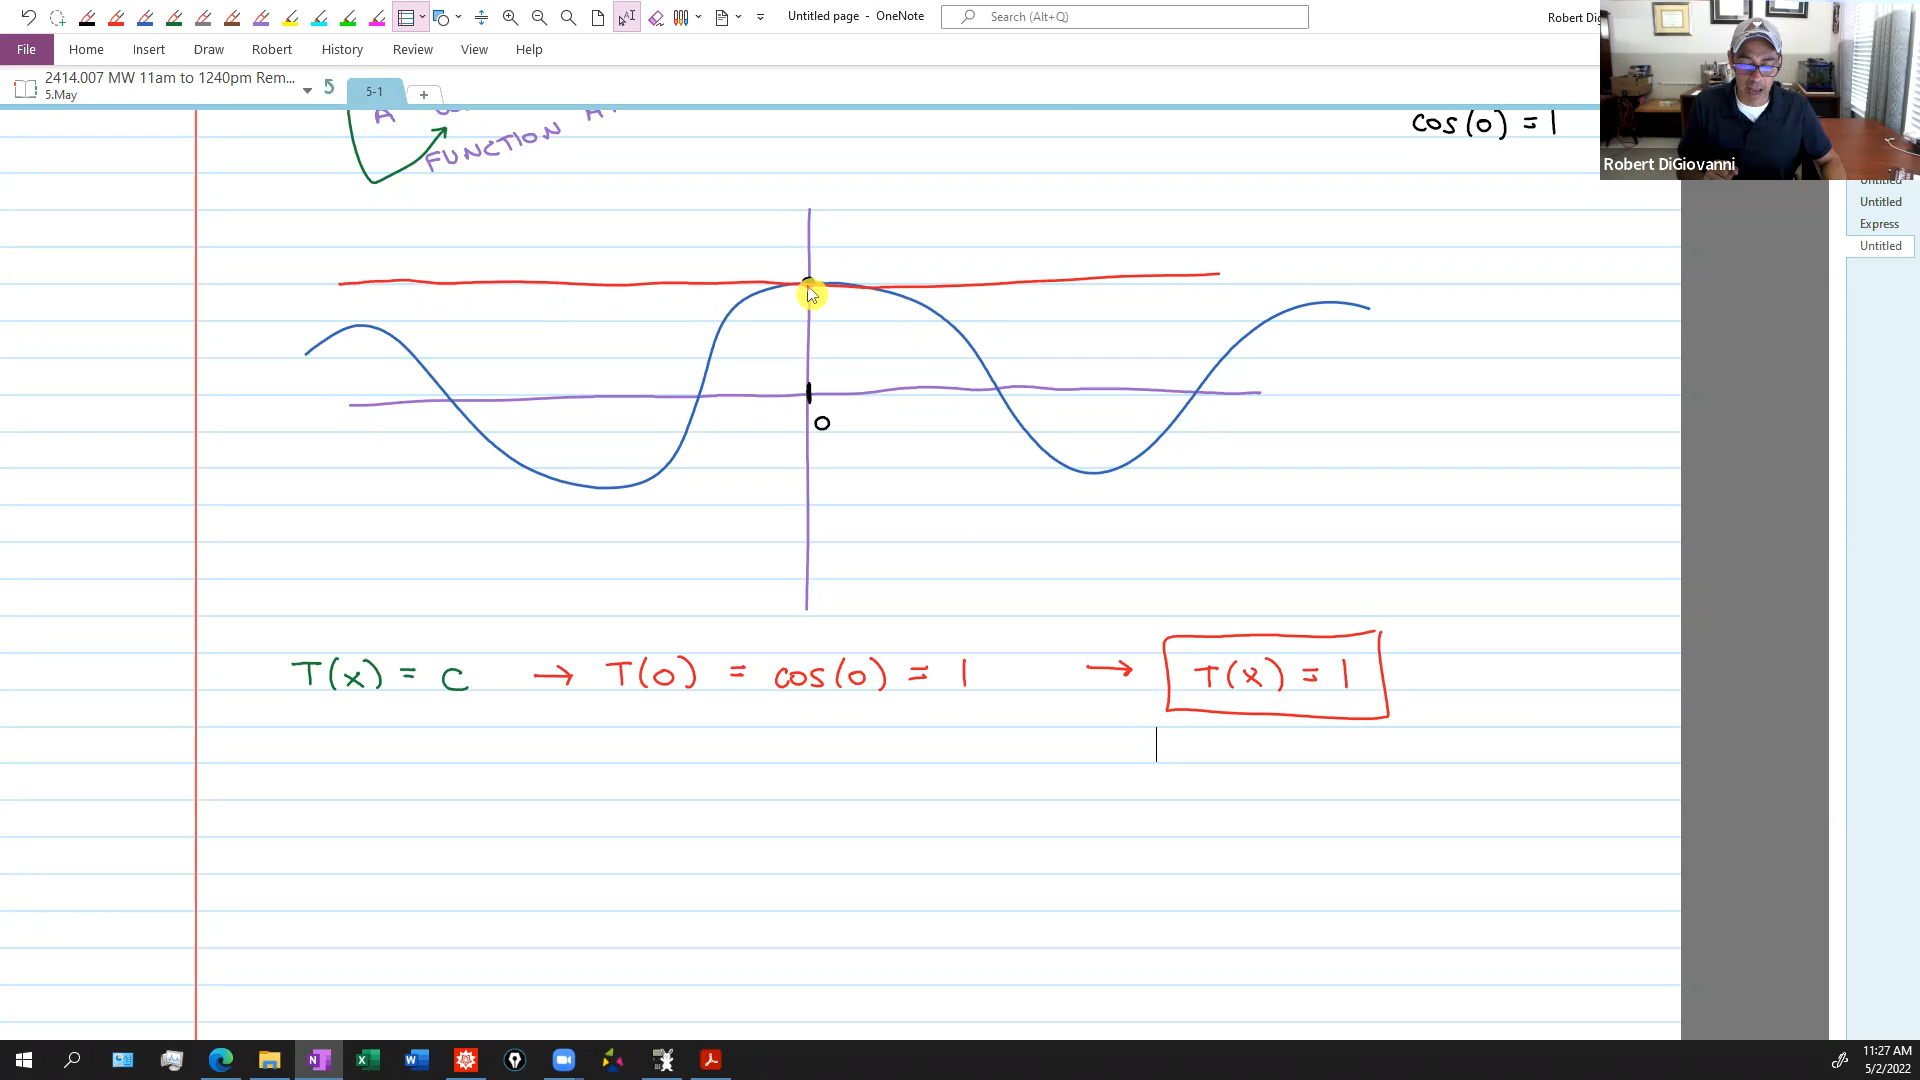 Untitled page - OneNote
Search (Alt+Q)
File Home Insert Draw Robert History Review View Help
2414.007 MW 11am to 1240pm Rem...
5.May
5-1
+
Robert DiGiovanni
A
FUNCTION
cos(0) = 1
Untitled
Untitled
Express
Untitled
0
T(x) = c → T(0) = cos(0) = 1 → T(x) = 1
11:27 AM
5/2/2022